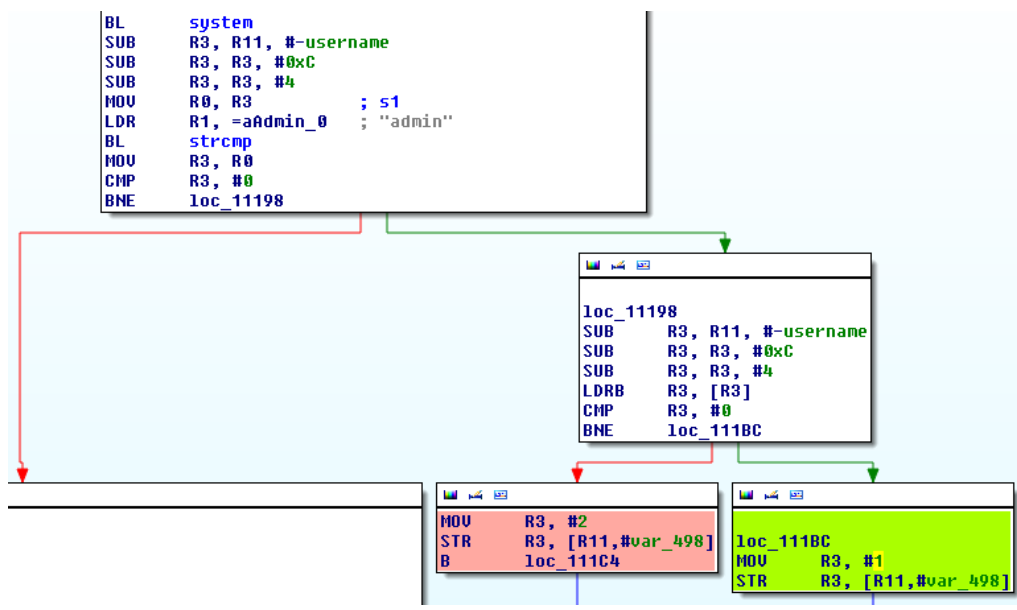 BL system
SUB R3, R11, #-username
SUB R3, R3, #0xC
SUB R3, R3, #4
MOV R0, R3 ; s1
LDR R1, =aAdmin_0 ; "admin"
BL strcmp
MOV R3, R0
CMP R3, #0
BNE loc_11198
loc_11198
SUB R3, R11, #-username
SUB R3, R3, #0xC
SUB R3, R3, #4
LDRB R3, [R3]
CMP R3, #0
BNE loc_111BC
MOV R3, #2
STR R3, [R11,#var_498]
B loc_111C4
loc_111BC
MOV R3, #1
STR R3, [R11,#var_498]